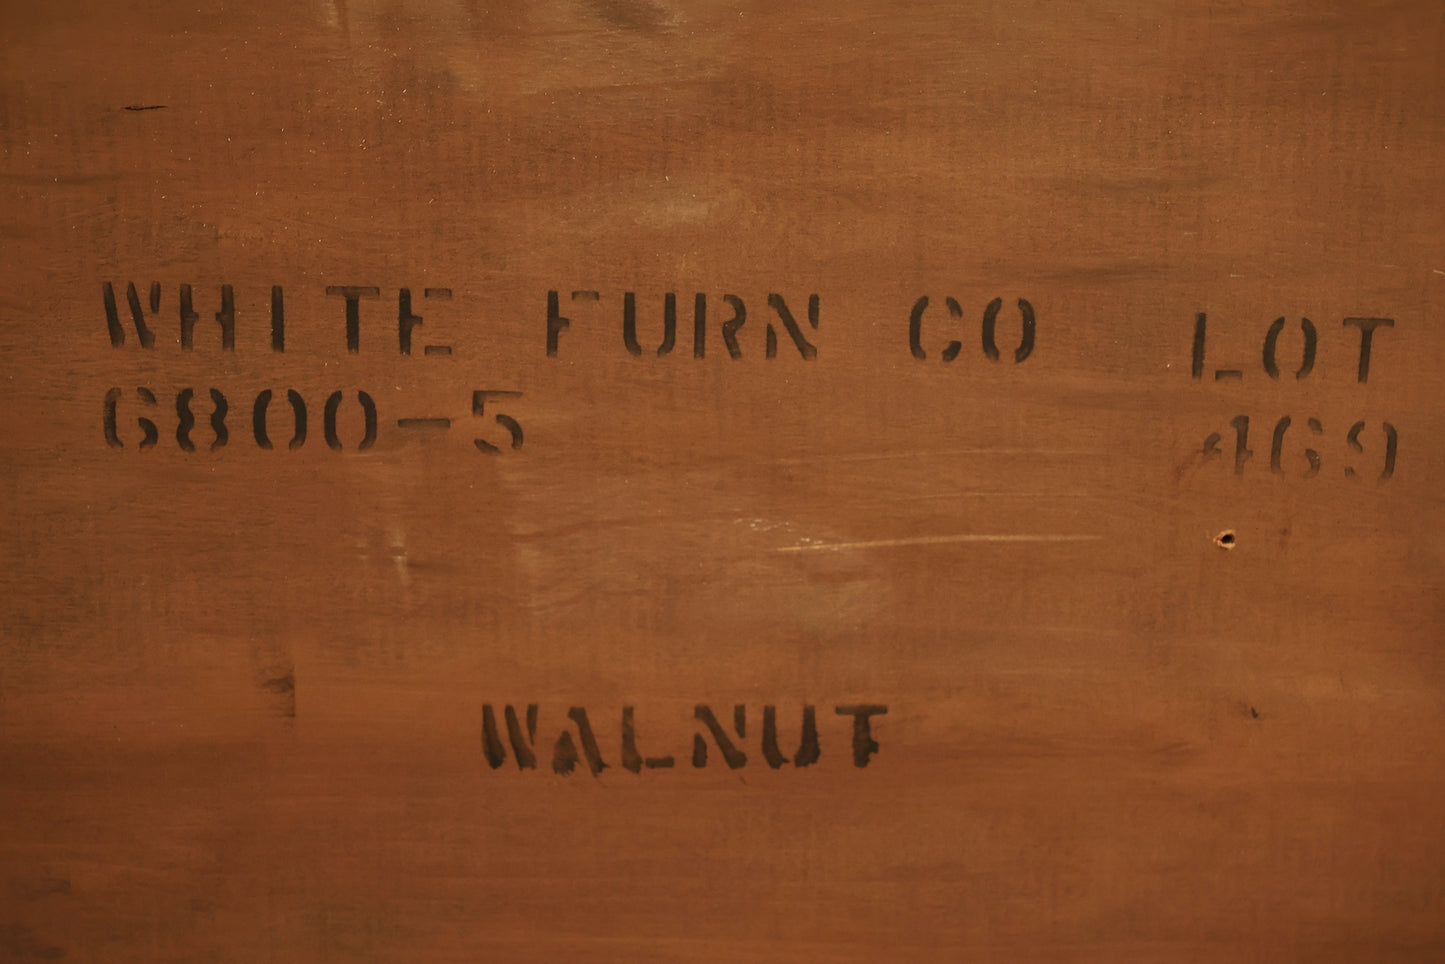 WHITE FURN CO LOT
6800-5 469
WALNUT